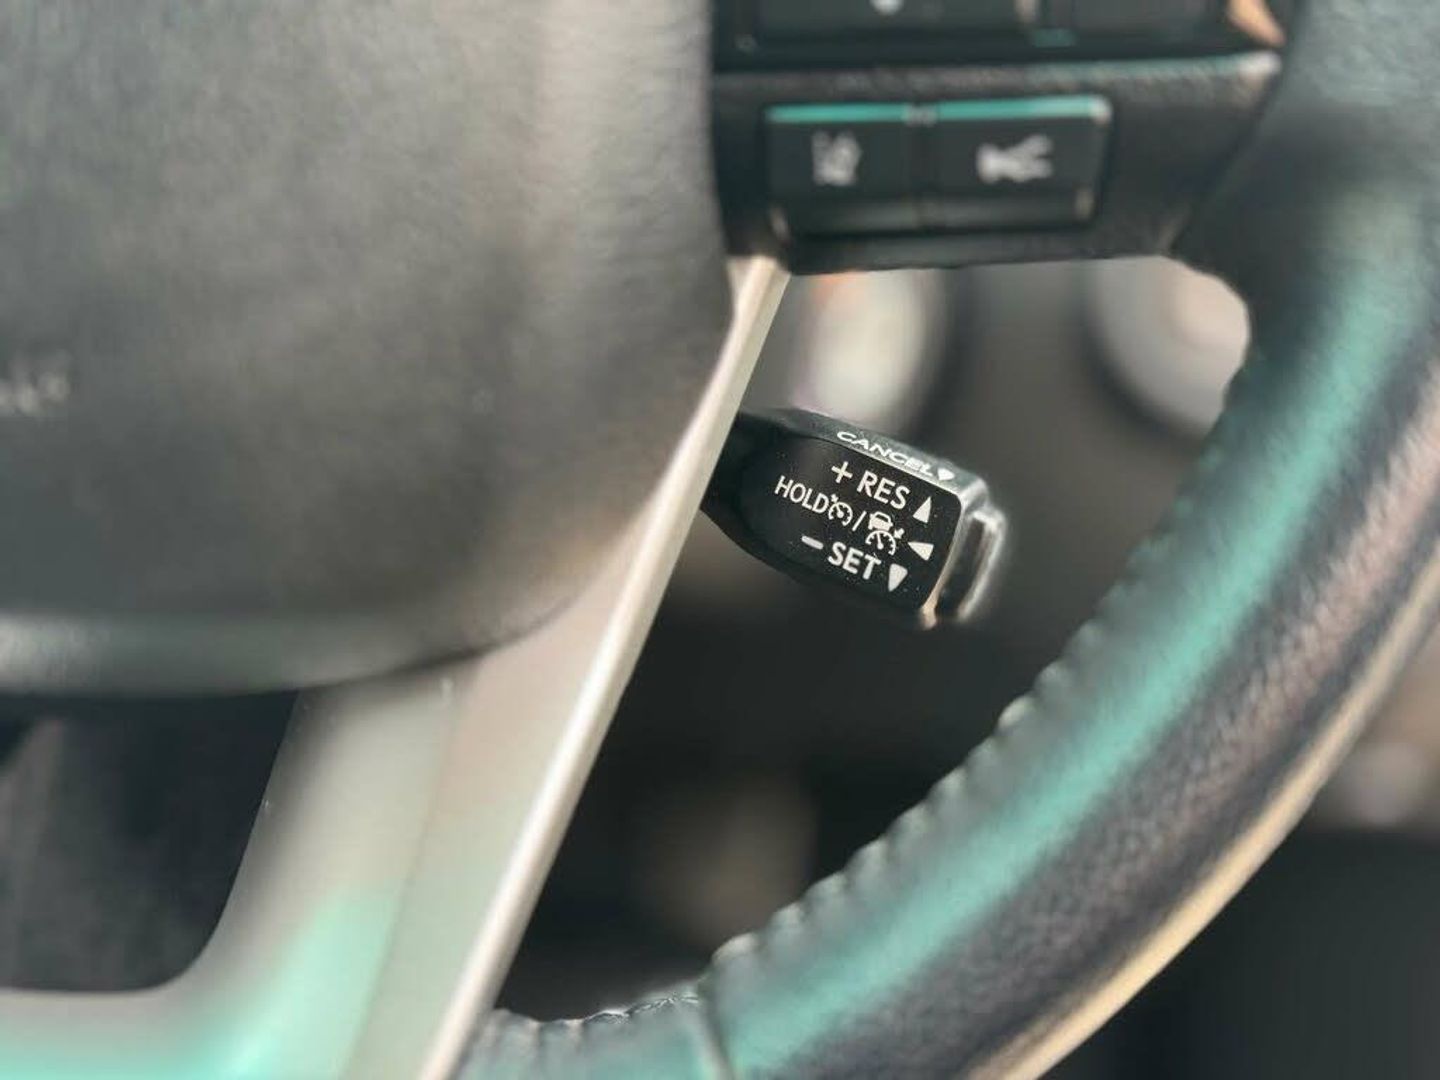 CANCEL
+ RES
HOLD /
- SET